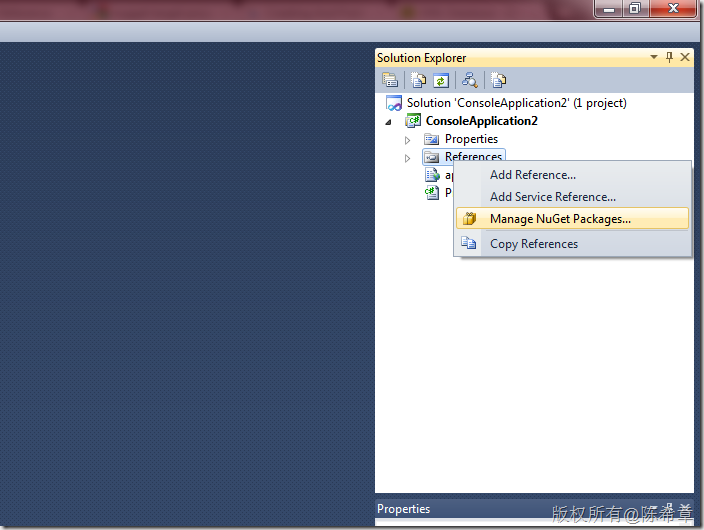 Solution Explorer
Solution 'ConsoleApplication2' (1 project)
ConsoleApplication2
Properties
References
Add Reference...
Add Service Reference...
Manage NuGet Packages...
Copy References
Properties
版权所有@陈希章